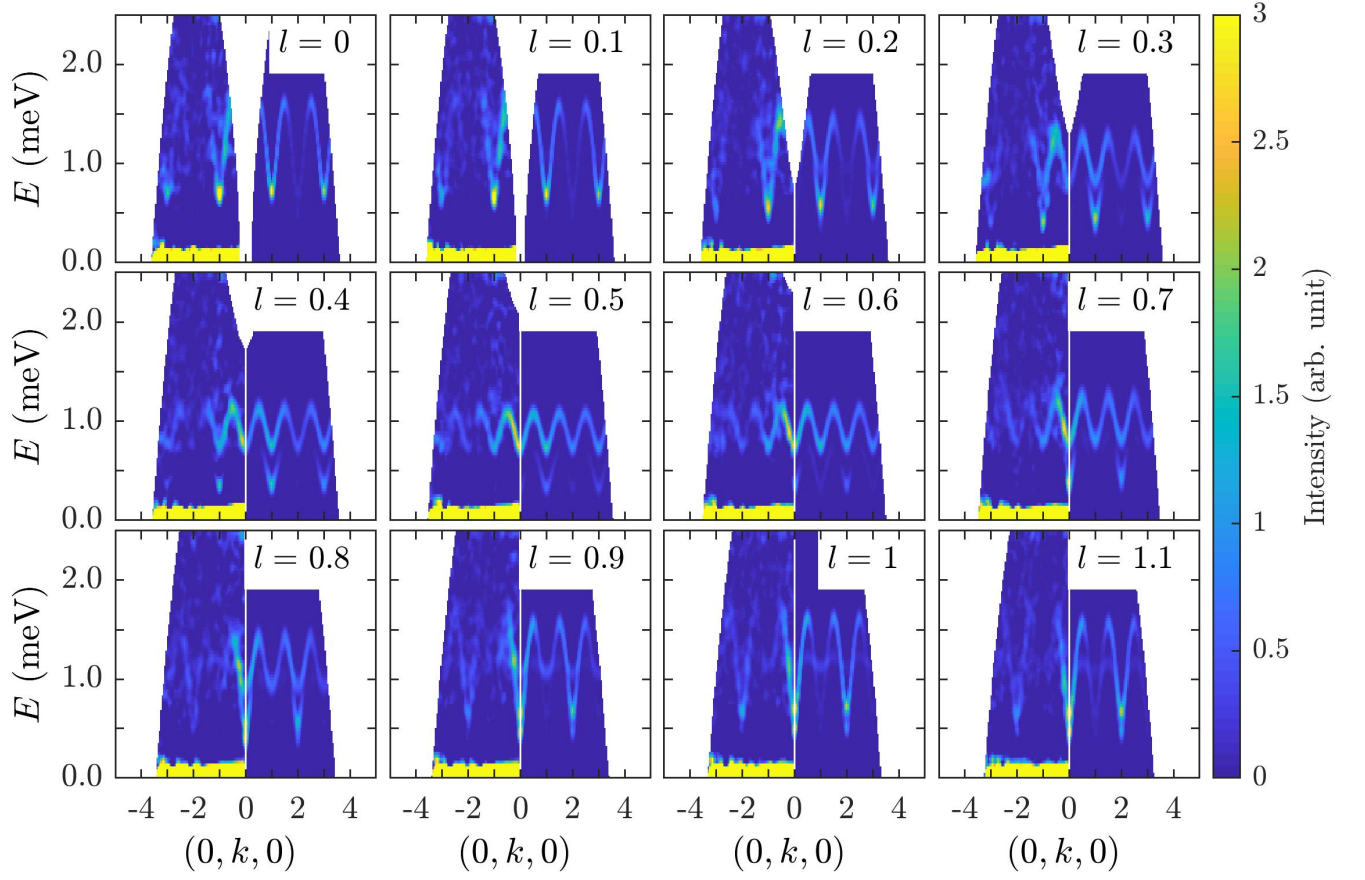 l = 0
l = 0.1
l = 0.2
l = 0.3
E (meV)
2.0
1.0
0.0
l = 0.4
l = 0.5
l = 0.6
l = 0.7
E (meV)
2.0
1.0
0.0
l = 0.8
l = 0.9
l = 1
l = 1.1
E (meV)
2.0
1.0
0.0
-4 -2 0 2 4
-4 -2 0 2 4
-4 -2 0 2 4
-4 -2 0 2 4
(0, k, 0)
(0, k, 0)
(0, k, 0)
(0, k, 0)
3
2.5
2
1.5
1
0.5
0
Intensity (arb. unit)